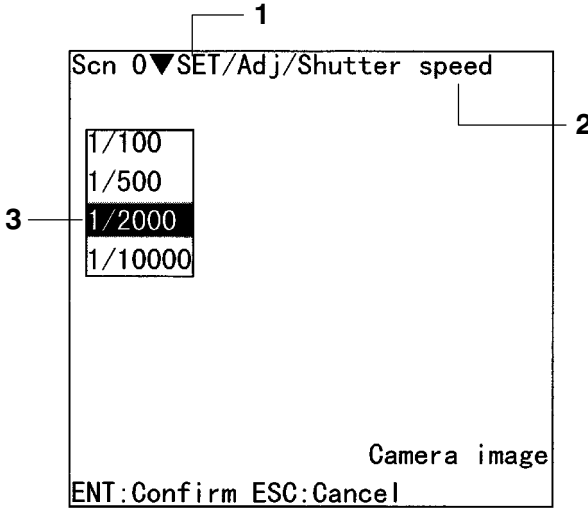 1
Scn 0▼SET/Adj/Shutter speed
2
1/100
1/500
3
1/2000
1/10000
Camera image
ENT:Confirm ESC:Cancel